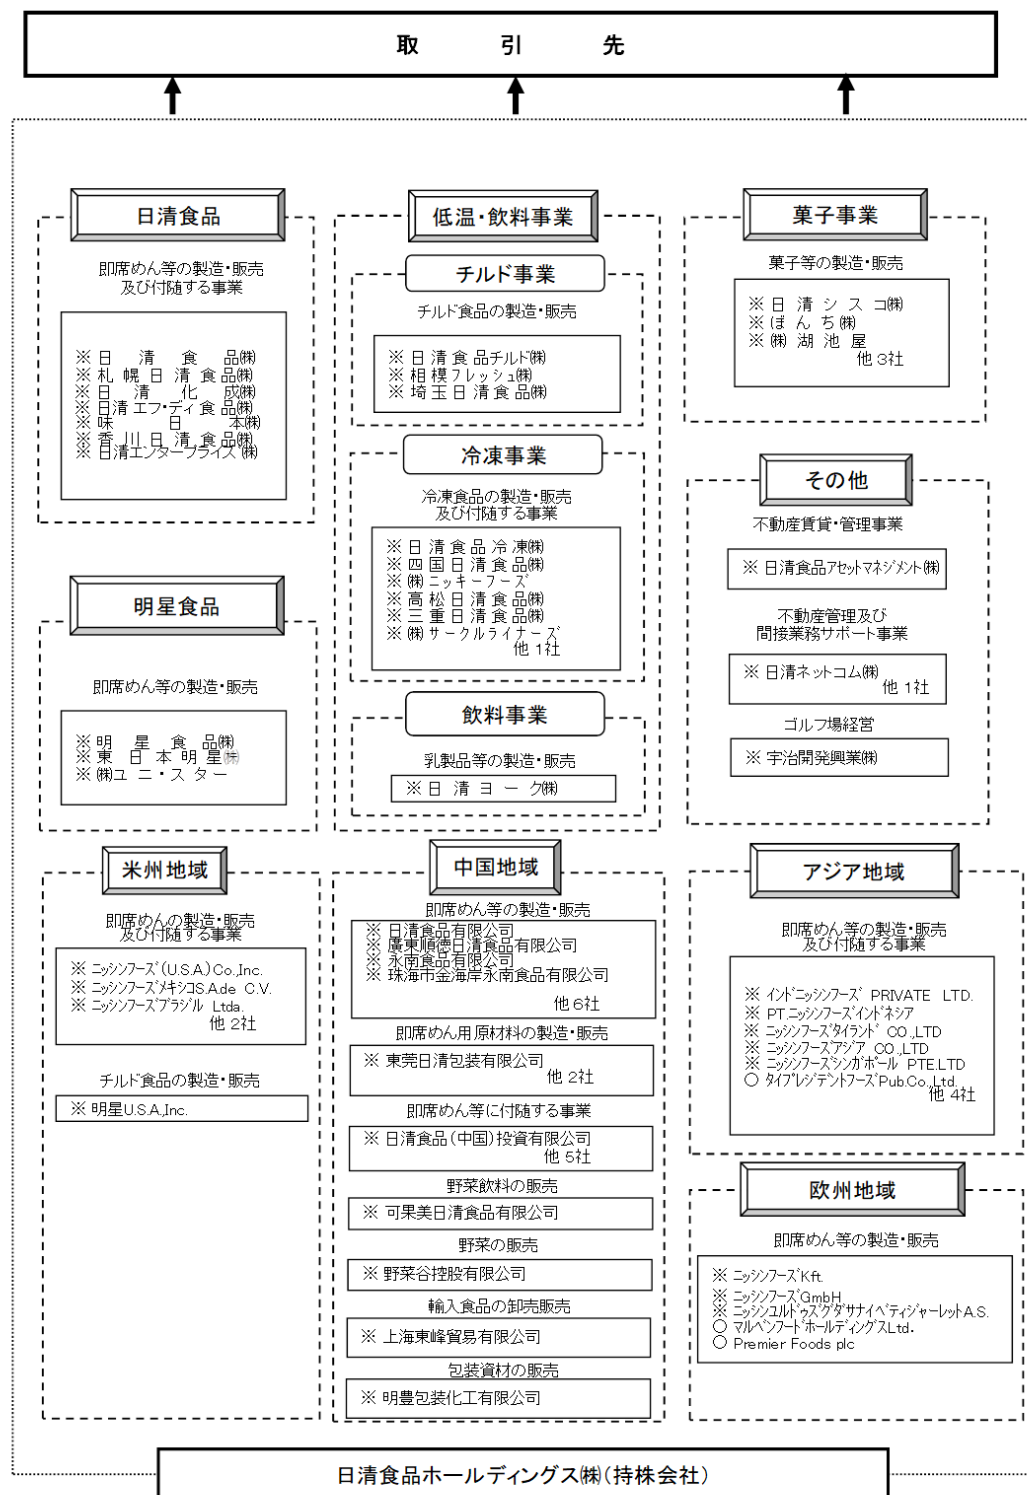 取 引 先
日清食品
即席めん等の製造・販売
及び付随する事業
※ 日 清 食 品㈱
※ 札 幌 日 清 食 品㈱
※ 日 清 化 成㈱
※ 日清 エフ・ディ 食 品㈱
※ 味 日 本㈱
※ 香 川 日 清 食 品㈱
※ 日清エンタープライズ㈱
明星食品
即席めん等の製造・販売
※ 明 星 食 品㈱
※ 東 日 本 明 星㈱
※ ㈱ユ ニ・ス タ ー
低温・飲料事業
チルド事業
チルド食品の製造・販売
※ 日 清 食 品チルド㈱
※ 相 模 フレッシュ㈱
※ 埼 玉 日 清 食 品㈱
冷凍事業
冷凍食品の製造・販売
及び付随する事業
※ 日 清 食 品 冷 凍㈱
※ 四 国 日 清 食 品㈱
※ ㈱ ニッキーフーズ
※ 高 松 日 清 食 品㈱
※ 三 重 日 清 食 品㈱
※ ㈱ サークルライナーズ
他 1社
飲料事業
乳製品等の製造・販売
※ 日 清 ヨ ー ク㈱
菓子事業
菓子等の製造・販売
※ 日 清 シ ス コ㈱
※ ぼ ん ち ㈱
※ ㈱ 湖 池 屋
他 3社
その他
不動産賃貸・管理事業
※ 日清食品アセットマネジメント㈱
不動産管理及び
間接業務サポート事業
※ 日清ネットコム㈱
他 1社
ゴルフ場経営
※ 宇治開発興業㈱
米州地域
即席めんの製造・販売
及び付随する事業
※ ニッシンフーズ(U.S.A.)Co.,Inc.
※ ニッシンフーズメキシコS.A.de C.V.
※ ニッシンフーズブラジル Ltda.
他 2社
チルド食品の製造・販売
※ 明星U.S.A.,Inc.
中国地域
即席めん等の製造・販売
※ 日清食品有限公司
※ 廣東順徳日清食品有限公司
※ 永南食品有限公司
※ 珠海市金海岸永南食品有限公司
他 6社
即席めん用原材料の製造・販売
※ 東莞日清包装有限公司
他 2社
即席めん等に付随する事業
※ 日清食品(中国)投資有限公司
他 5社
野菜飲料の販売
※ 可果美日清食品有限公司
野菜の販売
※ 野菜谷控股有限公司
輸入食品の卸売販売
※ 上海東峰貿易有限公司
包装資材の販売
※ 明豊包装化工有限公司
アジア地域
即席めん等の製造・販売
及び付随する事業
※ インドニッシンフーズ PRIVATE LTD.
※ PT.ニッシンフーズインドネシア
※ ニッシンフーズタイランド CO.,LTD
※ ニッシンフーズアジア CO.,LTD
※ ニッシンフーズシンガポール PTE.LTD
○ タイプレジデントフーズPub.Co.,Ltd.
他 4社
欧州地域
即席めん等の製造・販売
※ ニッシンフーズKft.
※ ニッシンフーズGmbH
※ ニッシンユルドゥズグダサナイベティジャーレットA.S.
○ マルベンフードホールディングスLtd.
○ Premier Foods plc
日清食品ホールディングス㈱(持株会社)